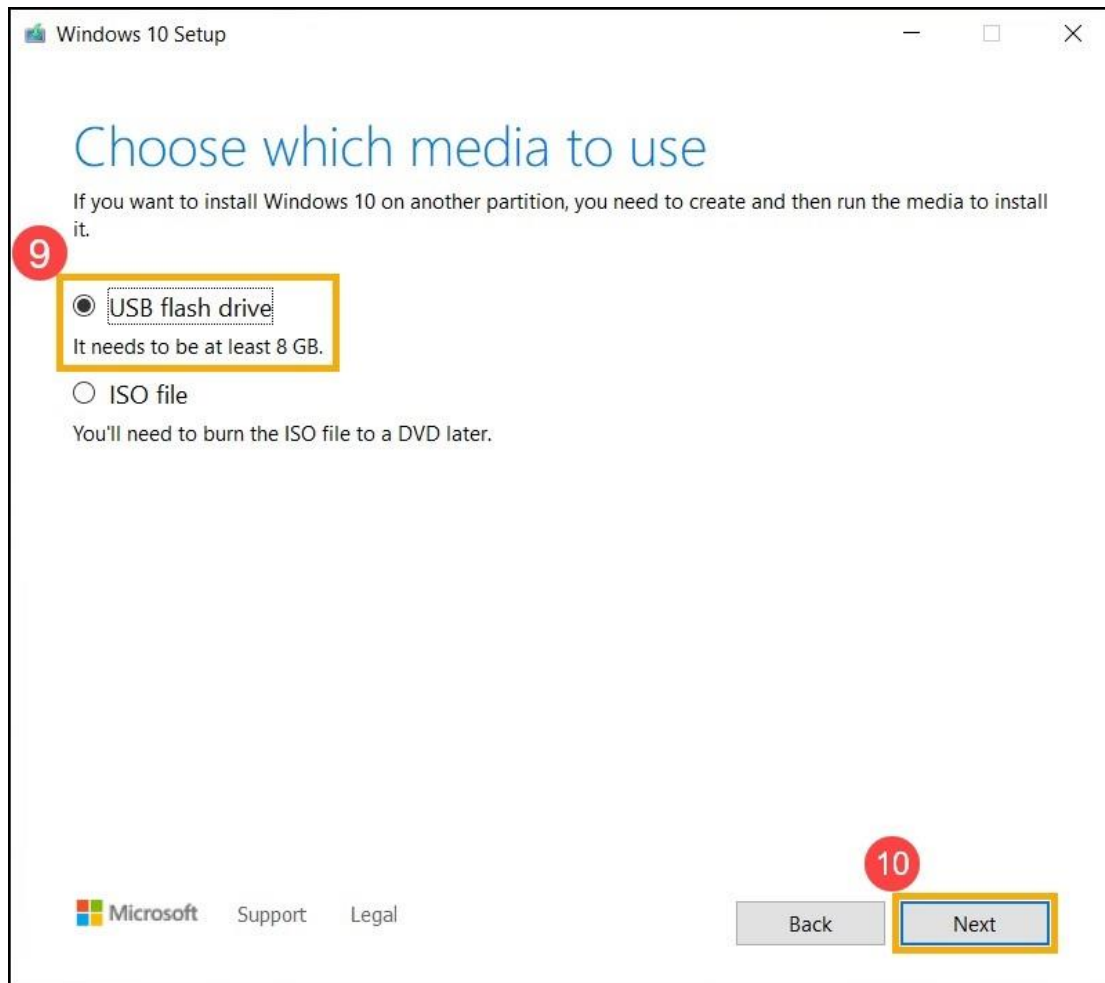 Windows 10 Setup
Choose which media to use
If you want to install Windows 10 on another partition, you need to create and then run the media to install
it.
9
USB flash drive
It needs to be at least 8 GB.
ISO file
You'll need to burn the ISO file to a DVD later.
10
Microsoft Support Legal Back Next